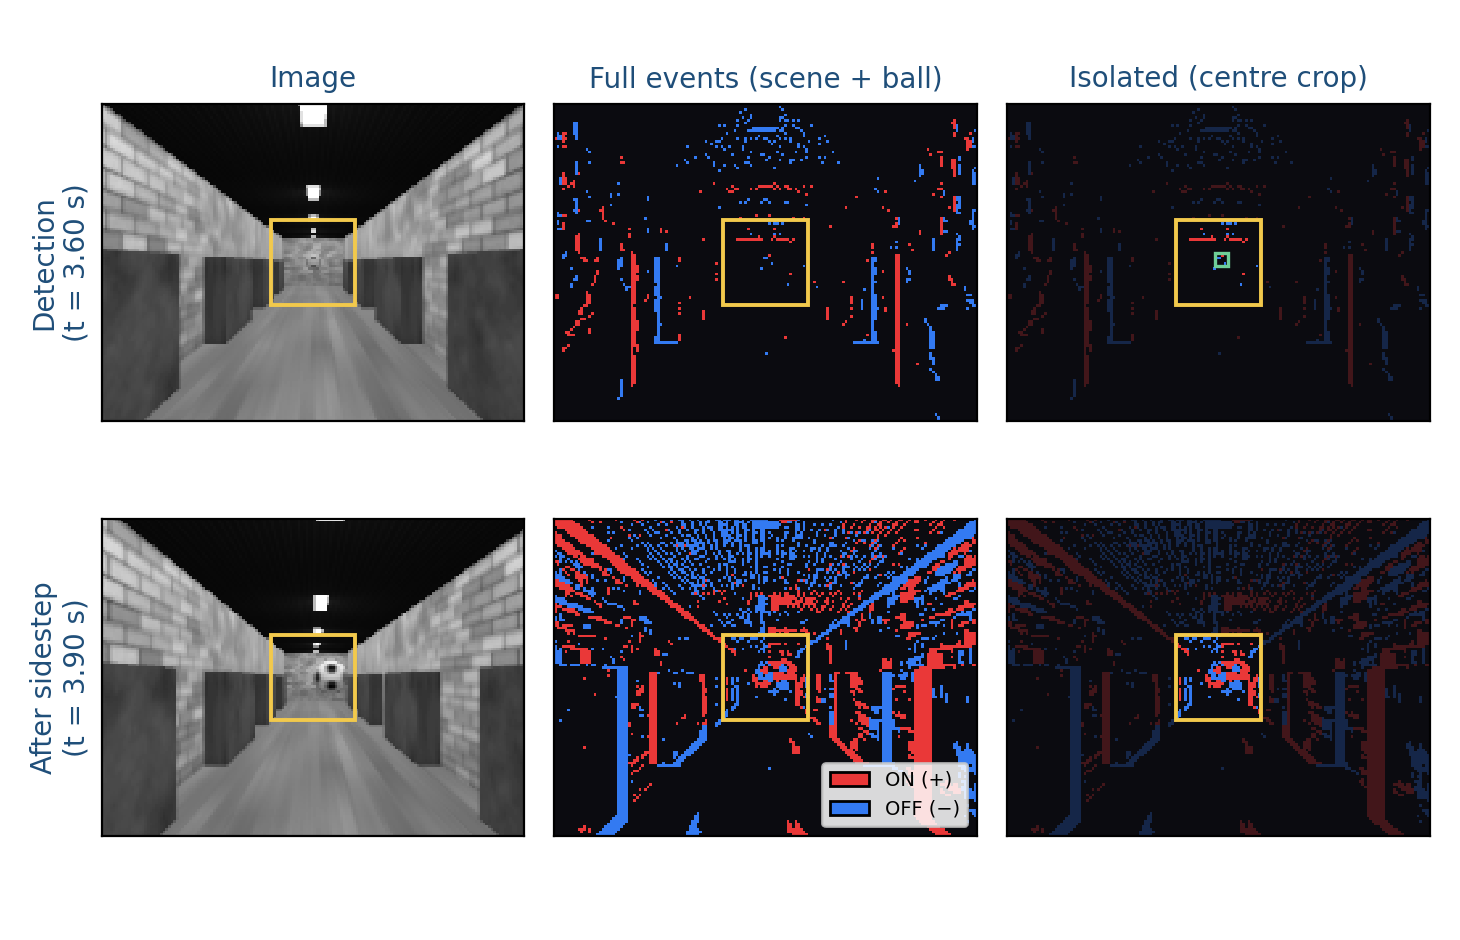 Image
Full events (scene + ball)
Isolated (centre crop)
Detection
(t = 3.60 s)
After sidestep
(t = 3.90 s)
ON (+)
OFF (−)